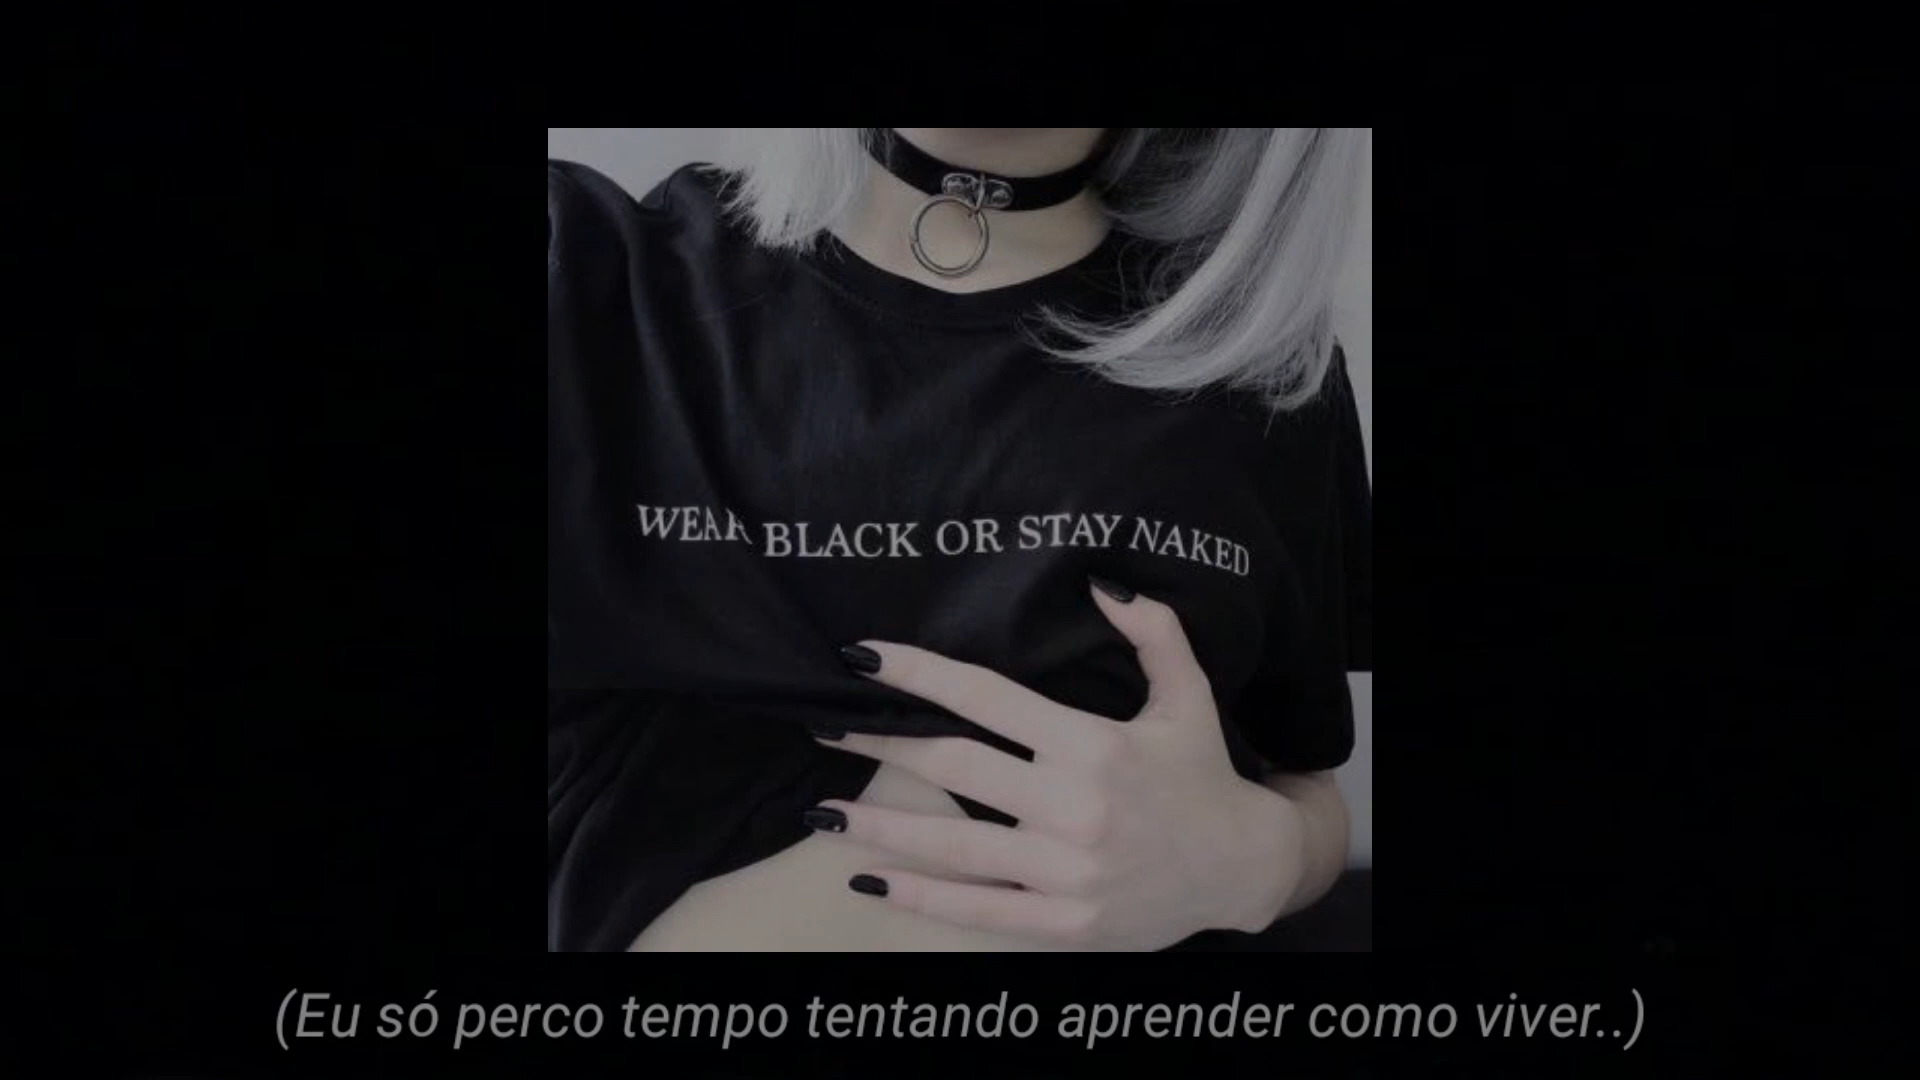 WEAR BLACK OR STAY NAKED
(Eu só perco tempo tentando aprender como viver..)